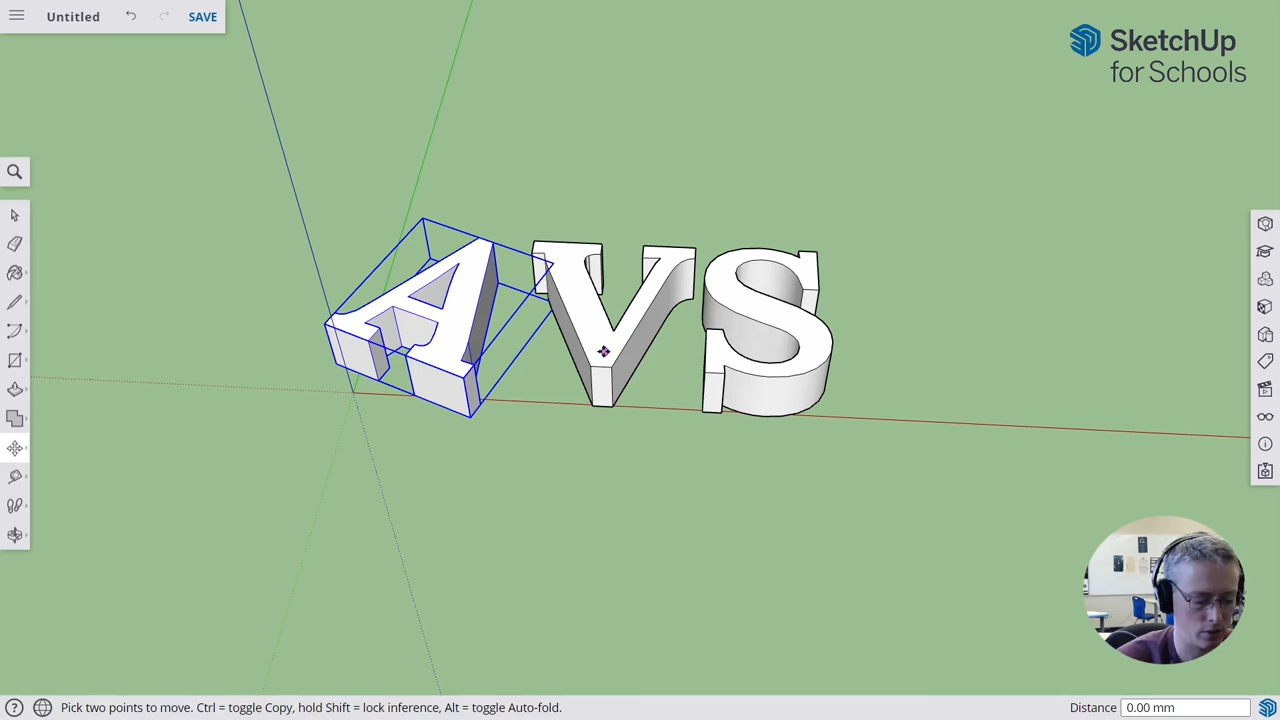 Untitled
SAVE
SketchUp
for Schools
AVS
Pick two points to move. Ctrl = toggle Copy, hold Shift = lock inference, Alt = toggle Auto-fold.
Distance 0.00 mm